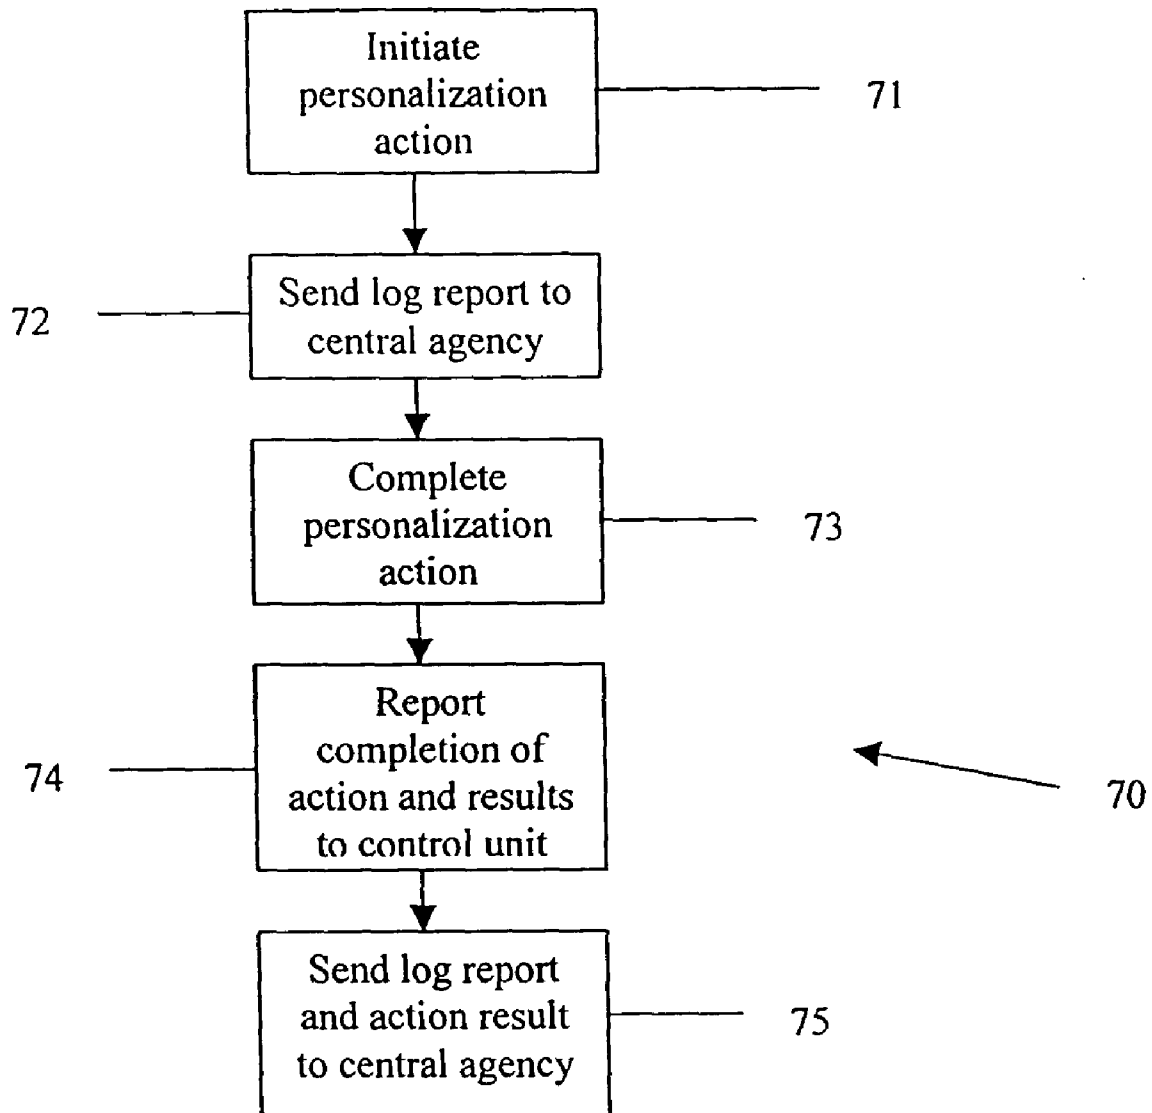 Initiate
personalization
action
71
Send log report to
central agency
72
Complete
personalization
action
73
Report
completion of
action and results
to control unit
74
70
Send log report
and action result
to central agency
75